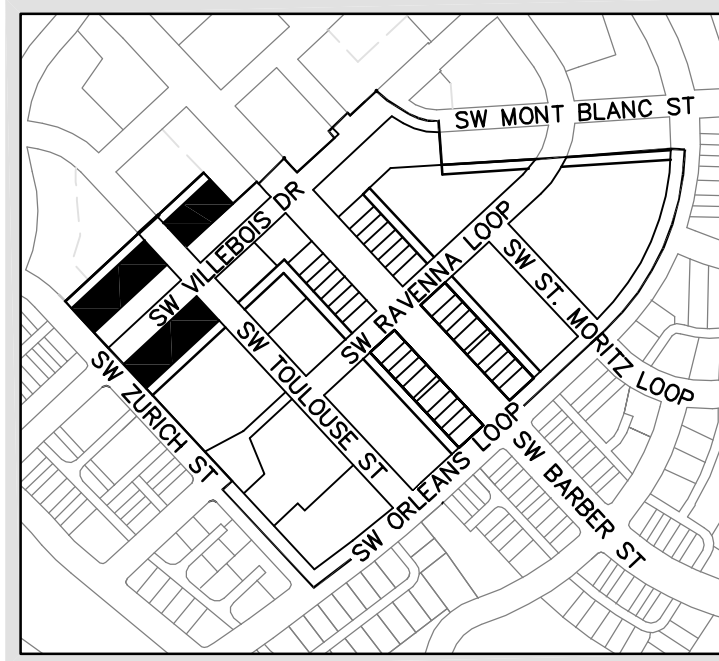 SW MONT BLANC ST
SW VILLEBOIS DR
SW RAVENNA LOOP
SW ST. MORITZ LOOP
SW TOULOUSE ST
SW ZURICH ST
SW ORLEANS LOOP
SW BARBER ST